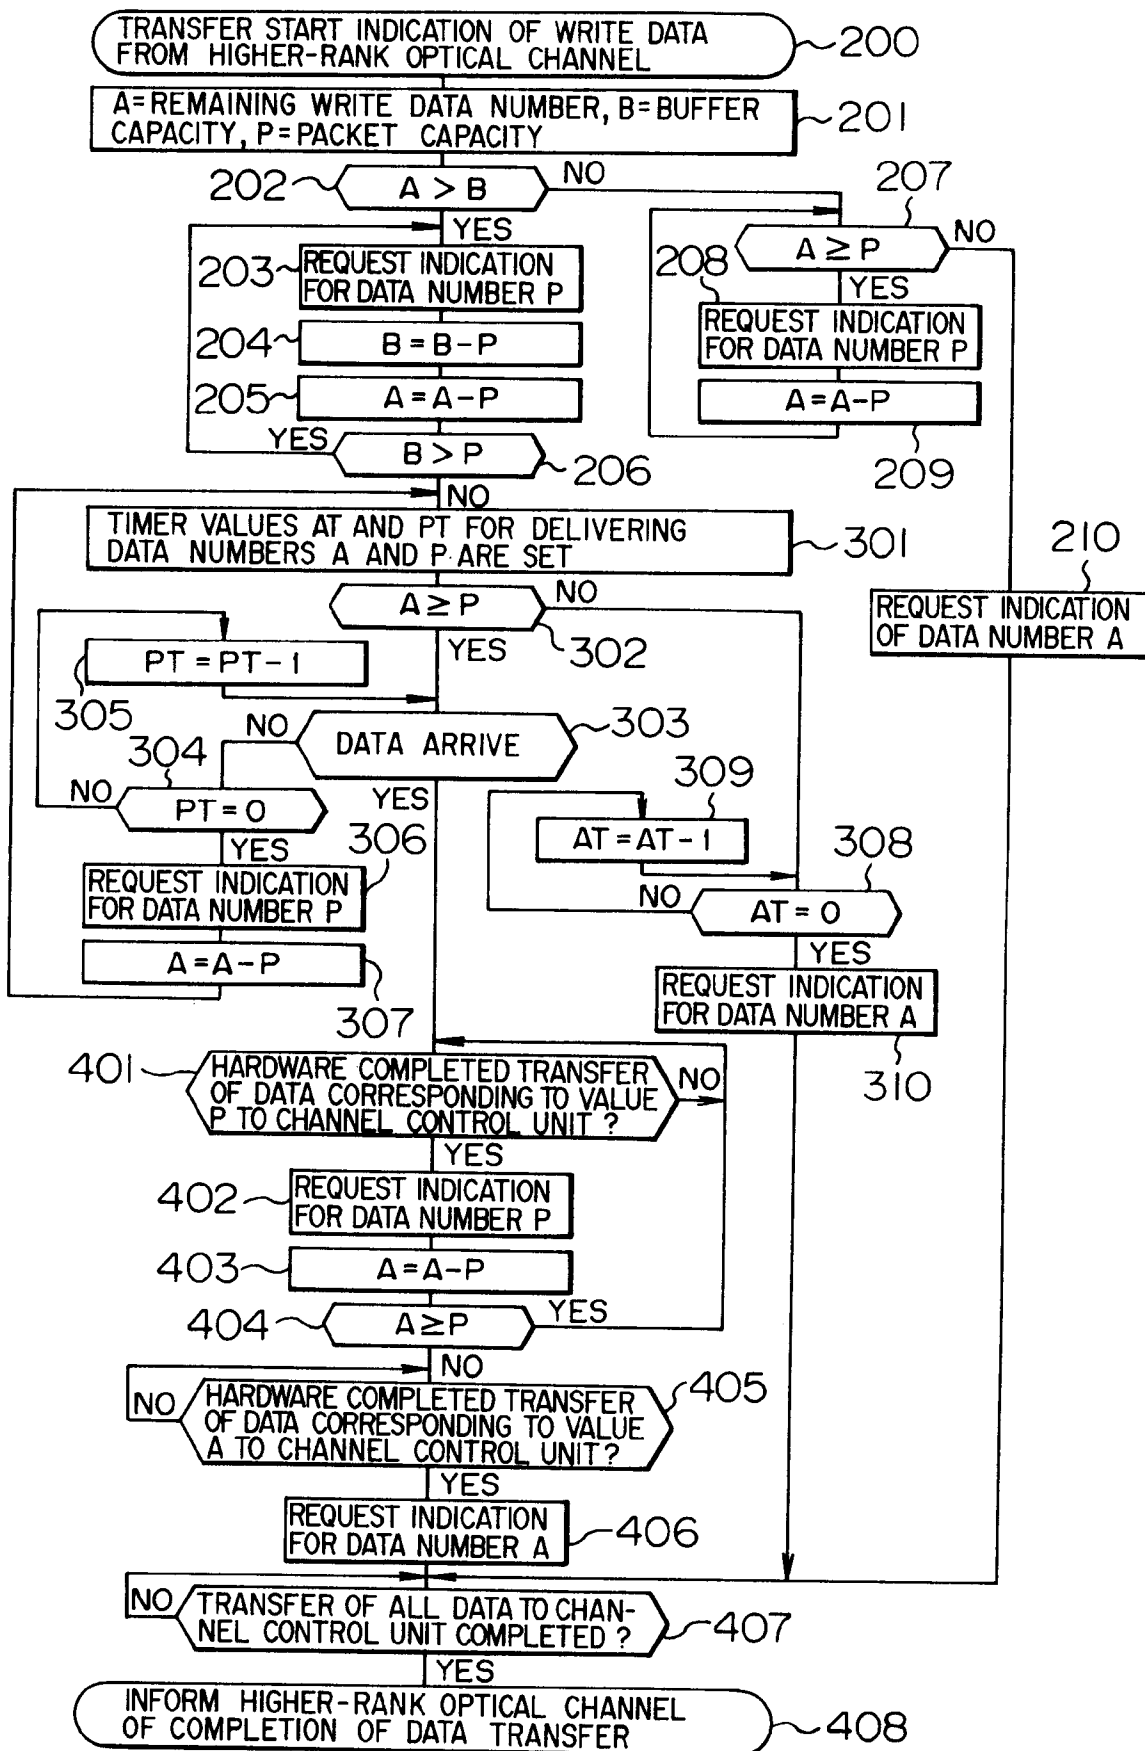 TRANSFER START INDICATION OF WRITE DATA
FROM HIGHER-RANK OPTICAL CHANNEL
200
A=REMAINING WRITE DATA NUMBER, B=BUFFER
CAPACITY, P=PACKET CAPACITY
201
202
A > B
NO
YES
203
REQUEST INDICATION
FOR DATA NUMBER P
204
B=B-P
205
A=A-P
YES
B > P
206
NO
207
A ≥ P
NO
YES
208
REQUEST INDICATION
FOR DATA NUMBER P
A=A-P
209
210
REQUEST INDICATION
OF DATA NUMBER A
TIMER VALUES AT AND PT FOR DELIVERING
DATA NUMBERS A AND P ARE SET
301
A ≥ P
NO
302
YES
PT=PT-1
305
NO
DATA ARRIVE
303
YES
304
NO
PT=0
YES
306
REQUEST INDICATION
FOR DATA NUMBER P
A=A-P
307
309
AT=AT-1
308
NO
AT=0
YES
REQUEST INDICATION
FOR DATA NUMBER A
310
401
HARDWARE COMPLETED TRANSFER
OF DATA CORRESPONDING TO VALUE
P TO CHANNEL CONTROL UNIT ?
NO
YES
402
REQUEST INDICATION
FOR DATA NUMBER P
403
A=A-P
404
A≥P
YES
NO
NO
HARDWARE COMPLETED TRANSFER
OF DATA CORRESPONDING TO VALUE
A TO CHANNEL CONTROL UNIT?
405
YES
REQUEST INDICATION
FOR DATA NUMBER A
406
NO
TRANSFER OF ALL DATA TO CHAN-
NEL CONTROL UNIT COMPLETED ?
407
YES
INFORM HIGHER-RANK OPTICAL CHANNEL
OF COMPLETION OF DATA TRANSFER
408